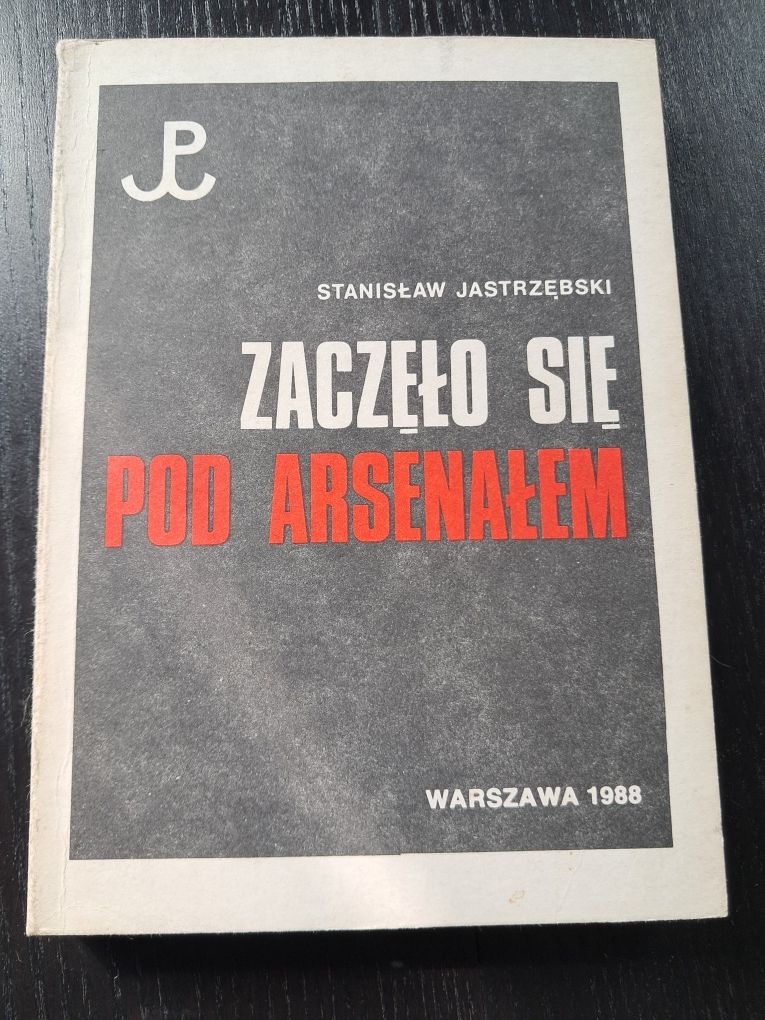 STANISŁAW JASTRZĘBSKI
ZACZĘŁO SIĘ
POD ARSENAŁEM
WARSZAWA 1988